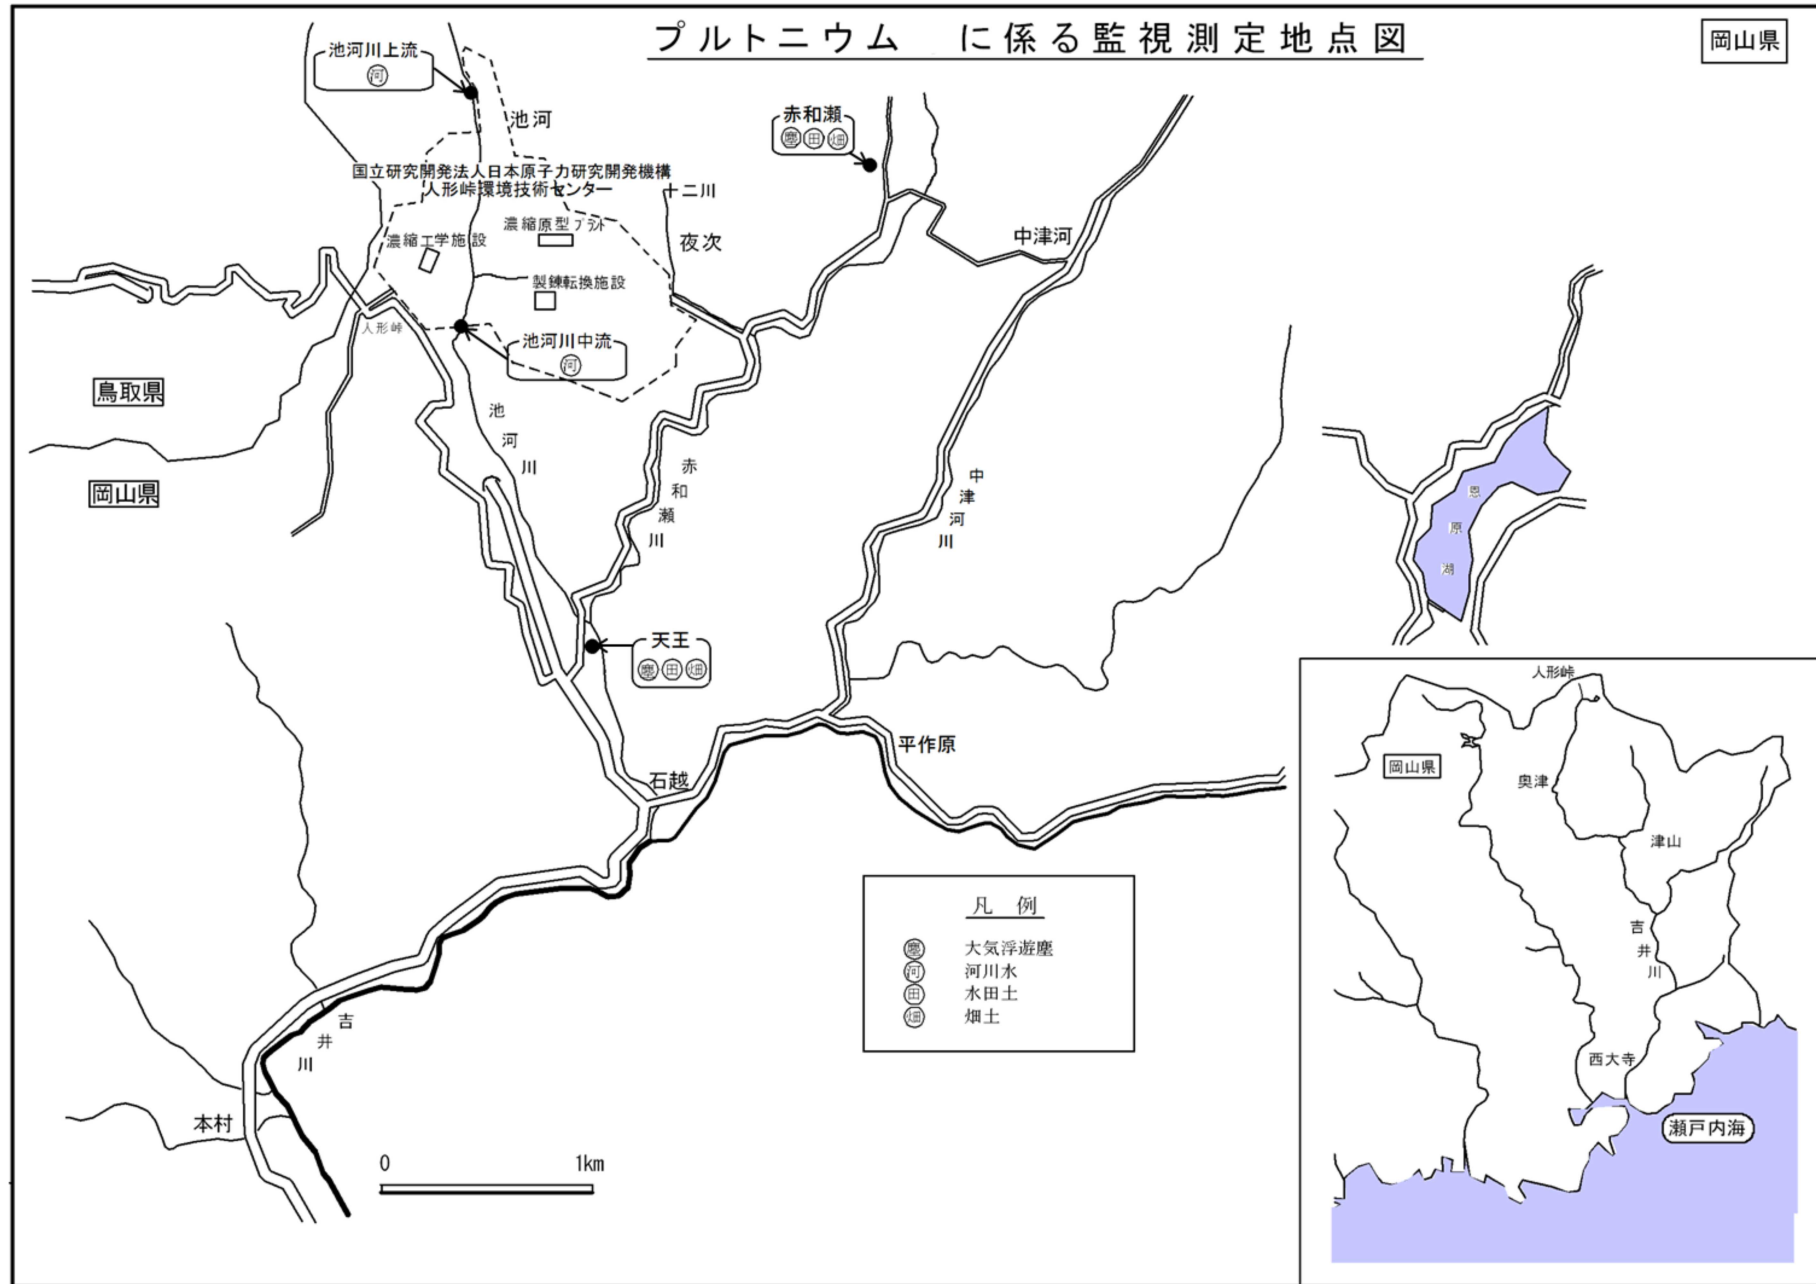 プルトニウム に係る監視測定地点図
岡山県
池河川上流
河
池河
赤和瀬
塵 田 畑
国立研究開発法人日本原子力研究開発機構
人形峠環境技術センター
十二川
濃縮原型プラント
濃縮工学施設
夜次
中津河
製錬転換施設
人形峠
池河川中流
河
鳥取県
岡山県
池河川
赤和瀬川
中津河川
恩原湖
天王
塵 田 畑
平作原
石越
吉井川
本村
0 1km
凡 例
塵 大気浮遊塵
河 河川水
田 水田土
畑 畑土
人形峠
岡山県
奥津
津山
吉井川
西大寺
瀬戸内海